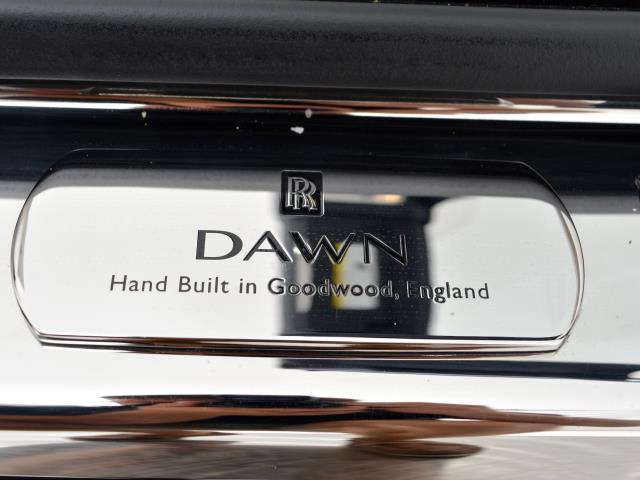 RR
DAWN
Hand Built in Goodwood, England